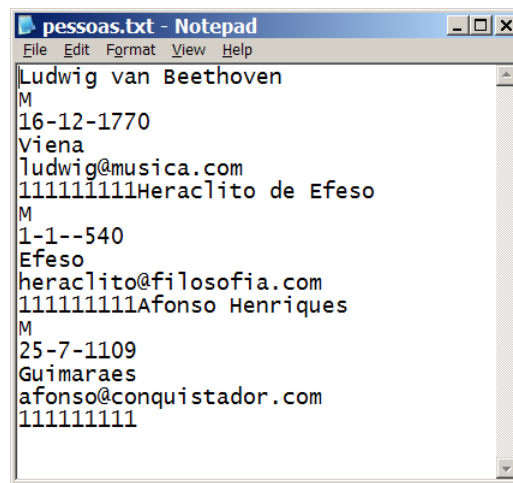 pessoas.txt - Notepad
File Edit Format View Help
Ludwig van Beethoven
M
16-12-1770
Viena
ludwig@musica.com
111111111Heraclito de Efeso
M
1-1--540
Efeso
heraclito@filosofia.com
111111111Afonso Henriques
M
25-7-1109
Guimaraes
afonso@conquistador.com
111111111